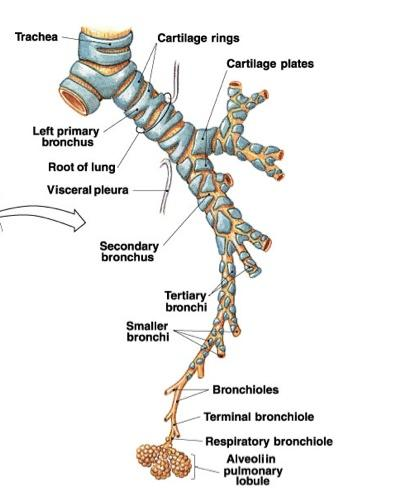 Trachea
Cartilage rings
Cartilage plates
Left primary
bronchus
Root of lung
Visceral pleura
Secondary
bronchus
Tertiary
bronchi
Smaller
bronchi
Bronchioles
Terminal bronchiole
Respiratory bronchiole
Alveoli in
pulmonary
lobule